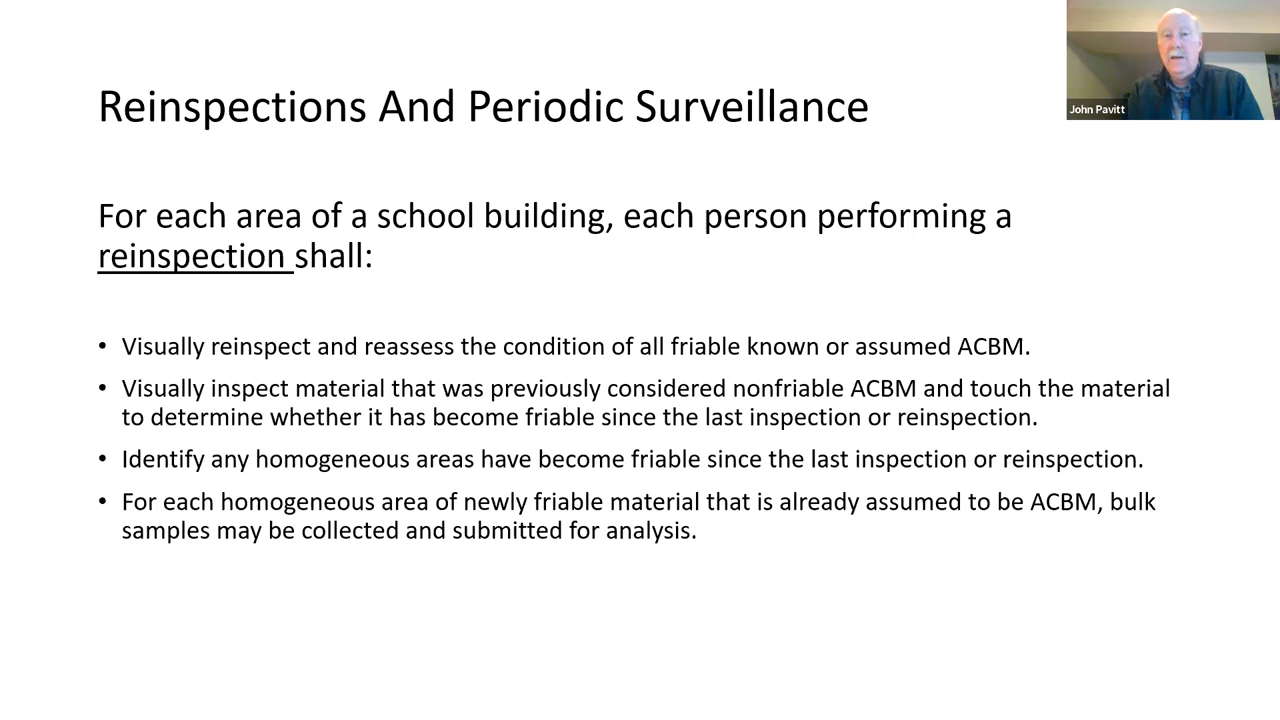 John Pavitt
Reinspections And Periodic Surveillance
For each area of a school building, each person performing a
reinspection shall:
• Visually reinspect and reassess the condition of all friable known or assumed ACBM.
• Visually inspect material that was previously considered nonfriable ACBM and touch the material
to determine whether it has become friable since the last inspection or reinspection.
• Identify any homogeneous areas have become friable since the last inspection or reinspection.
• For each homogeneous area of newly friable material that is already assumed to be ACBM, bulk
samples may be collected and submitted for analysis.